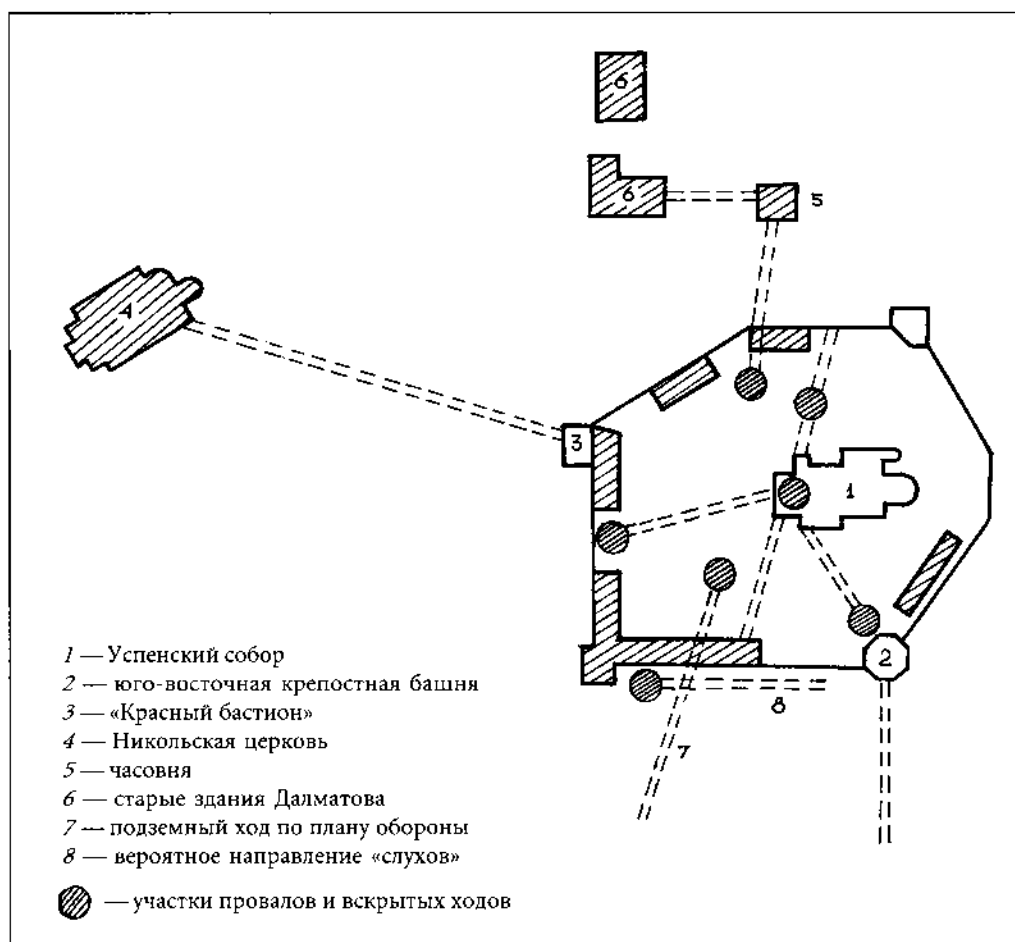 6
6
5
4
3
1
2
8
7
1 — Успенский собор
2 — юго-восточная крепостная башня
3 — «Красный бастион»
4 — Никольская церковь
5 — часовня
6 — старые здания Далматова
7 — подземный ход по плану обороны
8 — вероятное направление «слухов»
— участки провалов и вскрытых ходов